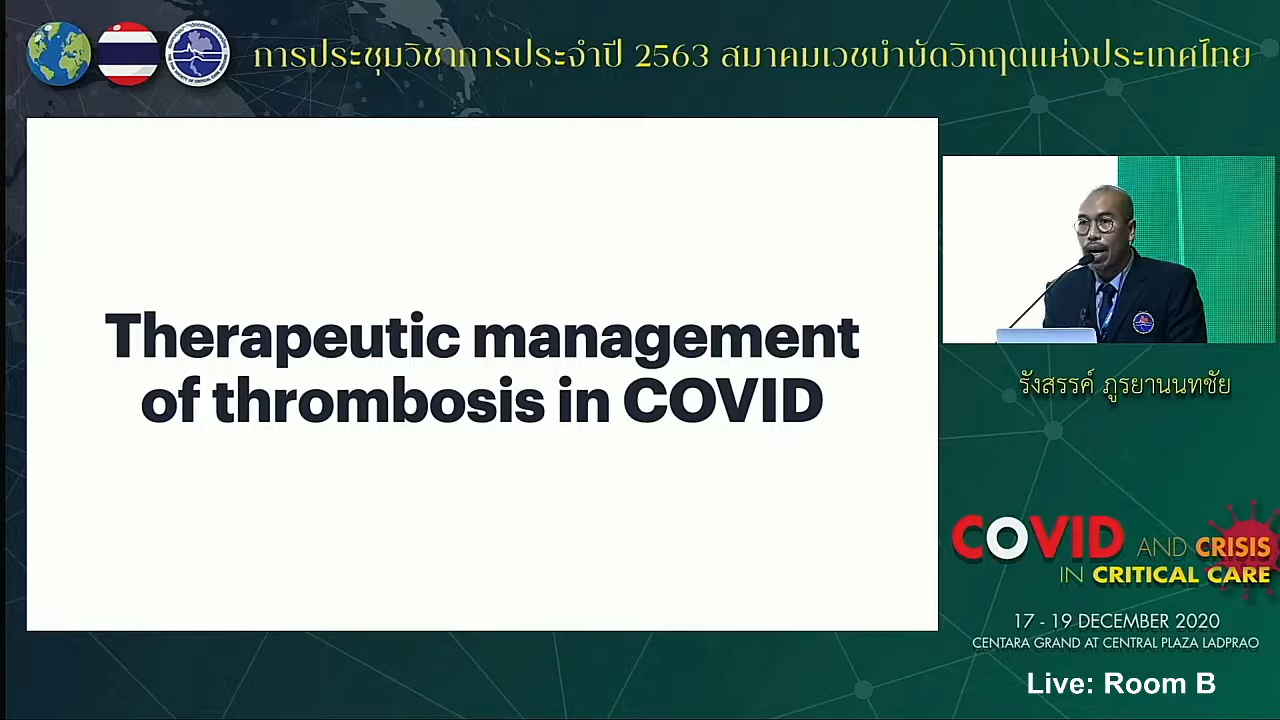 การประชุมวิชาการประจำปี 2563 สมาคมเวชบำบัดวิกฤตแห่งประเทศไทย
Therapeutic management
of thrombosis in COVID
รังสรรค์ ภูรยานนทชัย
COVID AND CRISIS
IN CRITICAL CARE
17 - 19 DECEMBER 2020
CENTARA GRAND AT CENTRAL PLAZA LADPRAO
Live: Room B